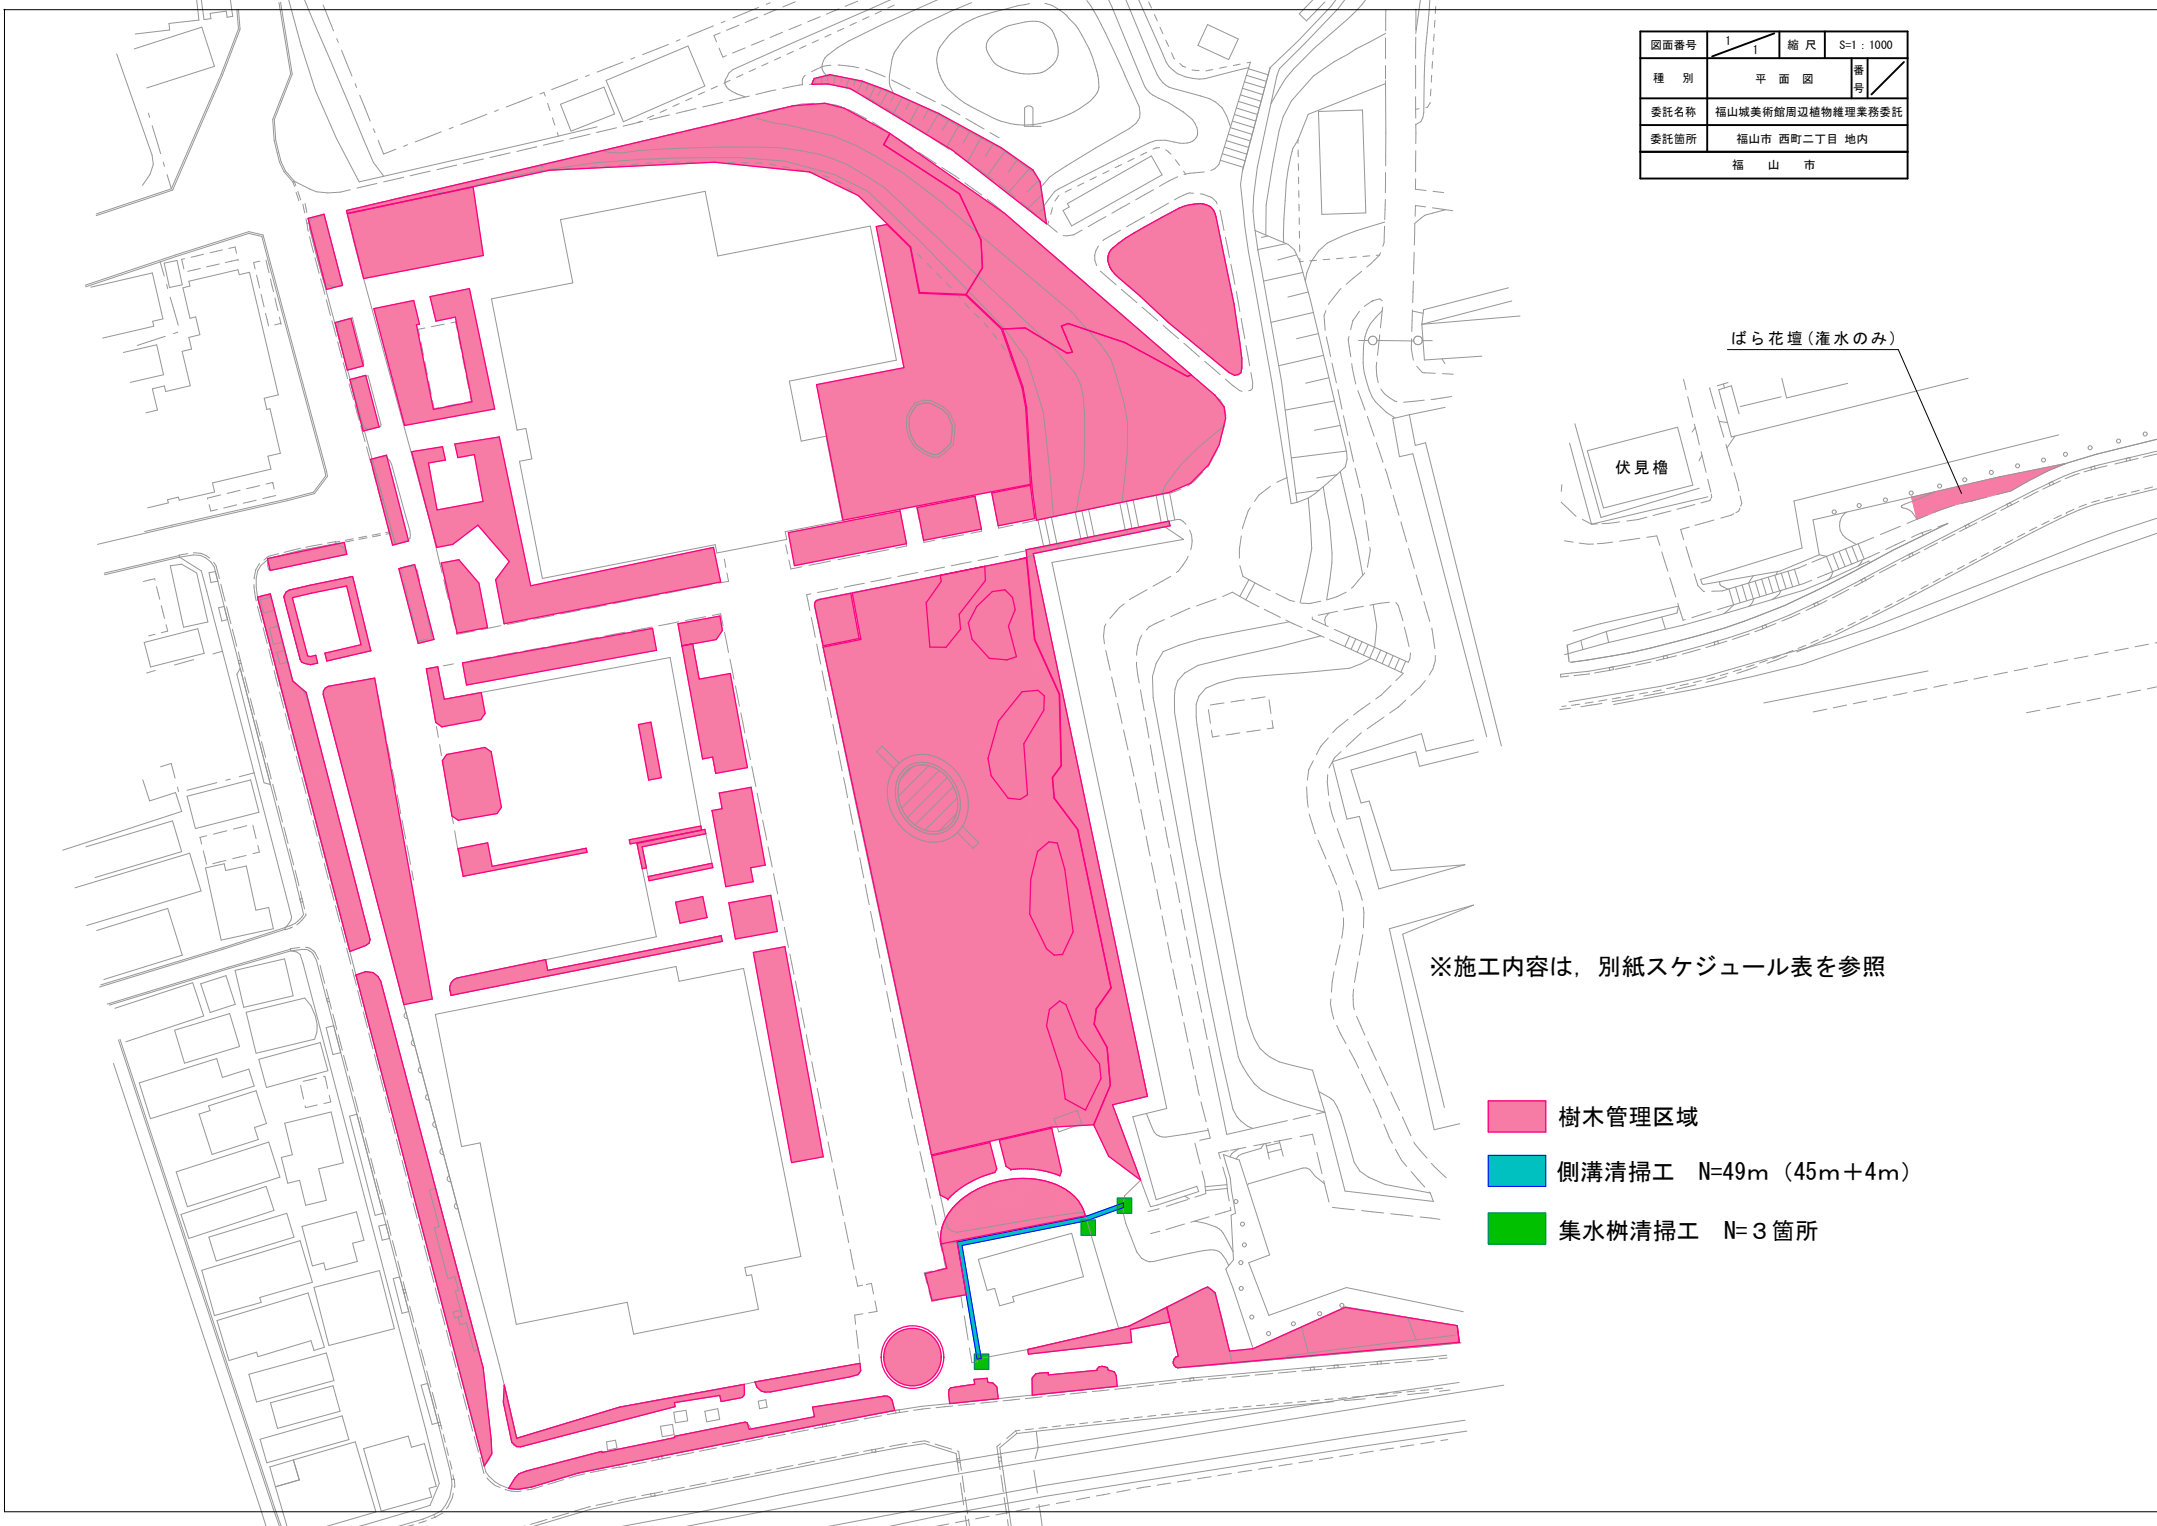 図面番号 1/1 縮尺 S=1:1000
種別 平面図 番号
委託名称 福山城美術館周辺植物維理業務委託
委託箇所 福山市 西町二丁目 地内
福山市
ばら花壇(潅水のみ)
伏見櫓
※施工内容は，別紙スケジュール表を参照
樹木管理区域
側溝清掃工 N=49m（45m＋4m）
集水桝清掃工 N=３箇所